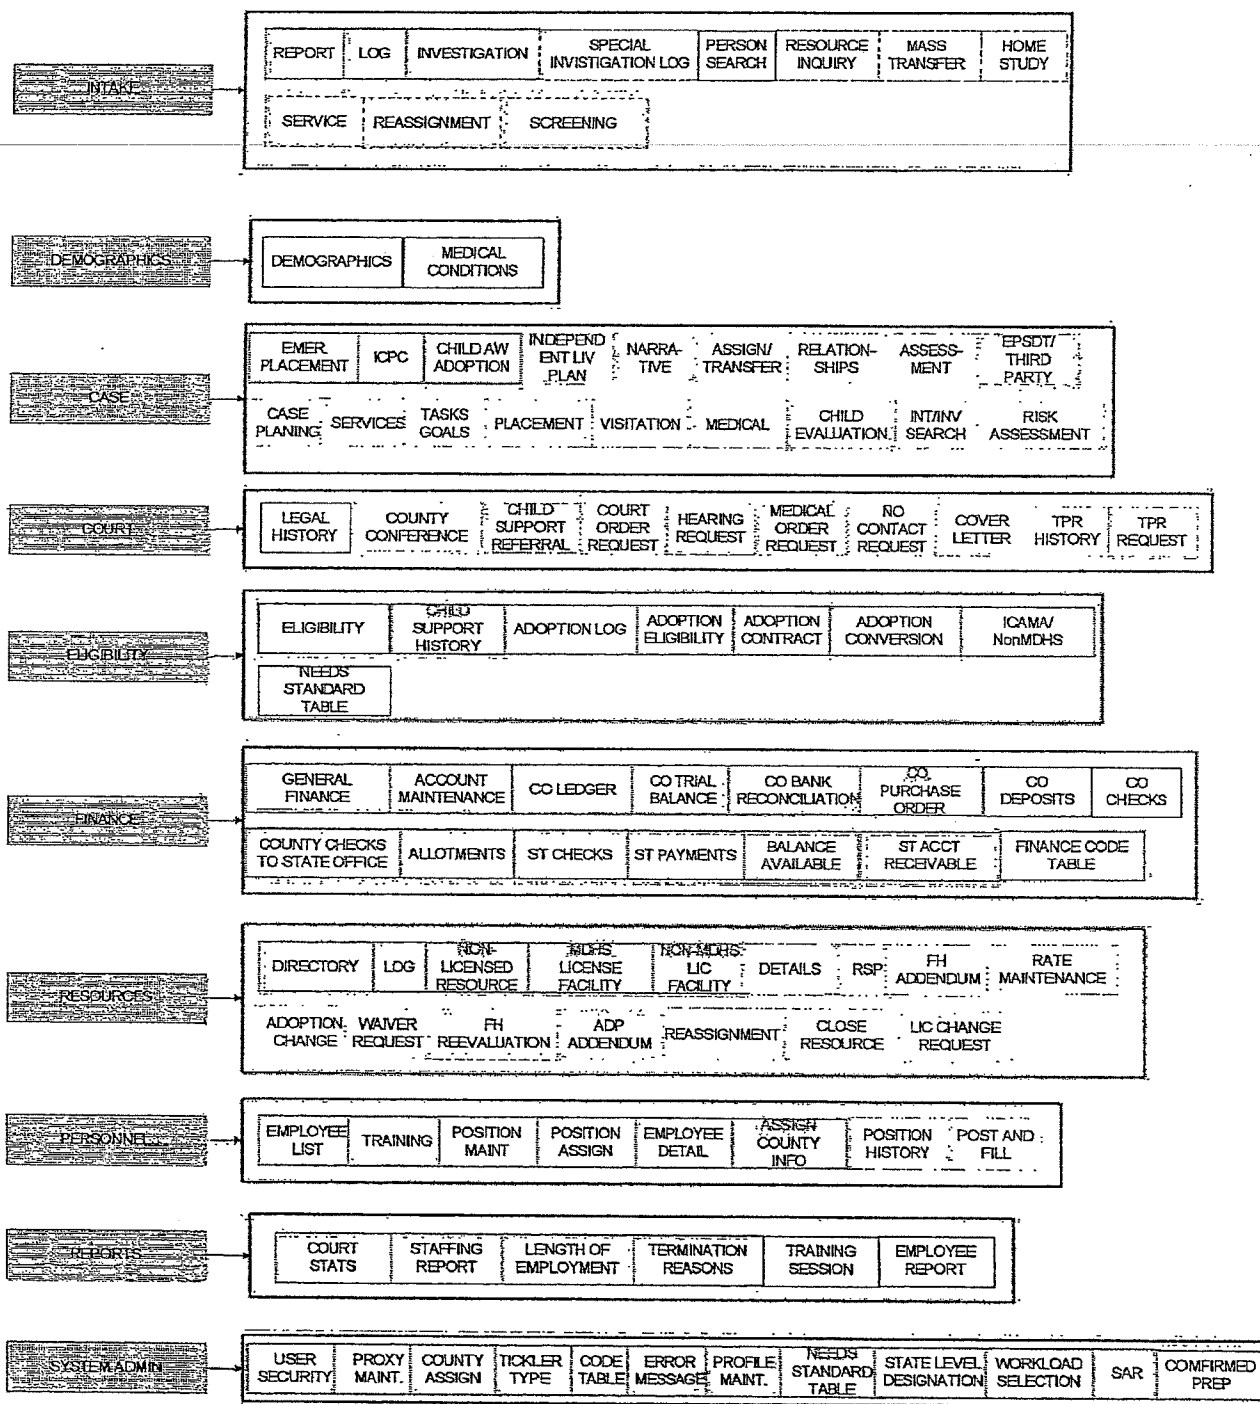 REPORT LOG INVESTIGATION SPECIAL INVISTIGATION LOG PERSON SEARCH RESOURCE INQUIRY MASS TRANSFER HOME STUDY
INTAKE
SERVICE REASSIGNMENT SCREENING
DEMOGRAPHICS
DEMOGRAPHICS MEDICAL CONDITIONS
EMER. PLACEMENT ICPC CHILD AW ADOPTION INDEPEND ENT LIV PLAN NARRA- TIVE ASSIGN/ TRANSFER RELATION- SHIPS ASSESS- MENT EPSDT/ THIRD PARTY
CASE
CASE PLANING SERVICES TASKS GOALS PLACEMENT VISITATION MEDICAL CHILD EVALUATION INT/INV SEARCH RISK ASSESSMENT
COURT
LEGAL HISTORY COUNTY CONFERENCE CHILD SUPPORT REFERRAL COURT ORDER REQUEST HEARING REQUEST MEDICAL ORDER REQUEST NO CONTACT REQUEST COVER LETTER TPR HISTORY TPR REQUEST
ELIGIBILITY CHILD SUPPORT HISTORY ADOPTION LOG ADOPTION ELIGIBILITY ADOPTION CONTRACT ADOPTION CONVERSION ICAMA/ NonMDHS
ELIGIBILITY
NEEDS STANDARD TABLE
GENERAL FINANCE ACCOUNT MAINTENANCE CO LEDGER CO TRIAL BALANCE CO BANK RECONCILIATION CO PURCHASE ORDER CO DEPOSITS CO CHECKS
FINANCE
COUNTY CHECKS TO STATE OFFICE ALLOTMENTS ST CHECKS ST PAYMENTS BALANCE AVAILABLE ST ACCT RECEIVABLE FINANCE CODE TABLE
DIRECTORY LOG NON- LICENSED RESOURCE MDHS LICENSE FACILITY NON-MDHS LIC FACILITY DETAILS RSP FH ADDENDUM RATE MAINTENANCE
RESOURCES
ADOPTION CHANGE WAIVER REQUEST FH REEVALUATION ADP ADDENDUM REASSIGNMENT CLOSE RESOURCE LIC CHANGE REQUEST
PERSONNEL
EMPLOYEE LIST TRAINING POSITION MAINT POSITION ASSIGN EMPLOYEE DETAIL ASSIGN COUNTY INFO POSITION HISTORY POST AND FILL
REPORTS
COURT STATS STAFFING REPORT LENGTH OF EMPLOYMENT TERMINATION REASONS TRAINING SESSION EMPLOYEE REPORT
SYSTEM ADMIN
USER SECURITY PROXY MAINT. COUNTY ASSIGN TICKLER TYPE CODE TABLE ERROR MESSAGE PROFILE MAINT. NEEDS STANDARD TABLE STATE LEVEL DESIGNATION WORKLOAD SELECTION SAR COMFIRMED PREP